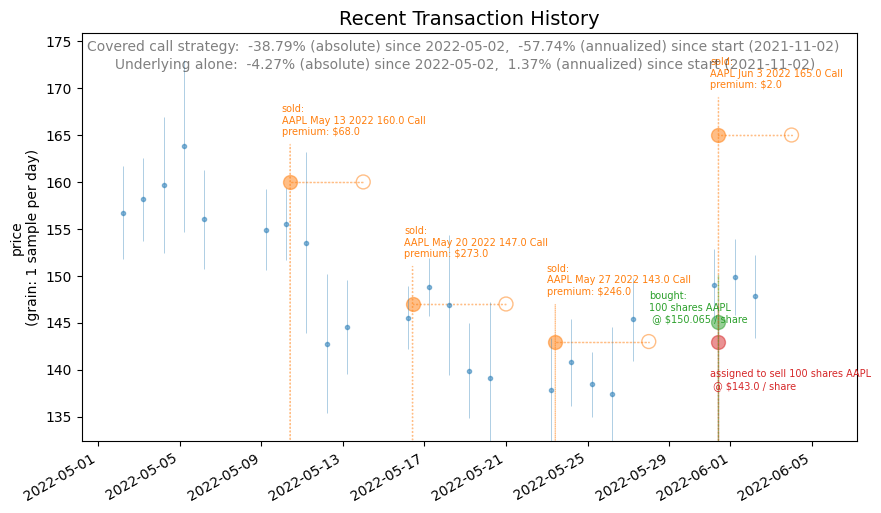 Recent Transaction History
Covered call strategy:  -38.79% (absolute) since 2022-05-02,  -57.74% (annualized) since start (2021-11-02)
Underlying alone:  -4.27% (absolute) since 2022-05-02,  1.37% (annualized) since start (2021-11-02)
price
(grain: 1 sample per day)
175
170
165
160
155
150
145
140
135
sold:
AAPL May 13 2022 160.0 Call
premium: $68.0
sold:
AAPL May 20 2022 147.0 Call
premium: $273.0
sold:
AAPL May 27 2022 143.0 Call
premium: $246.0
sold:
AAPL Jun 3 2022 165.0 Call
premium: $2.0
bought:
100 shares AAPL
@ $150.065 / share
assigned to sell 100 shares AAPL
@ $143.0 / share
2022-05-01
2022-05-05
2022-05-09
2022-05-13
2022-05-17
2022-05-21
2022-05-25
2022-05-29
2022-06-01
2022-06-05